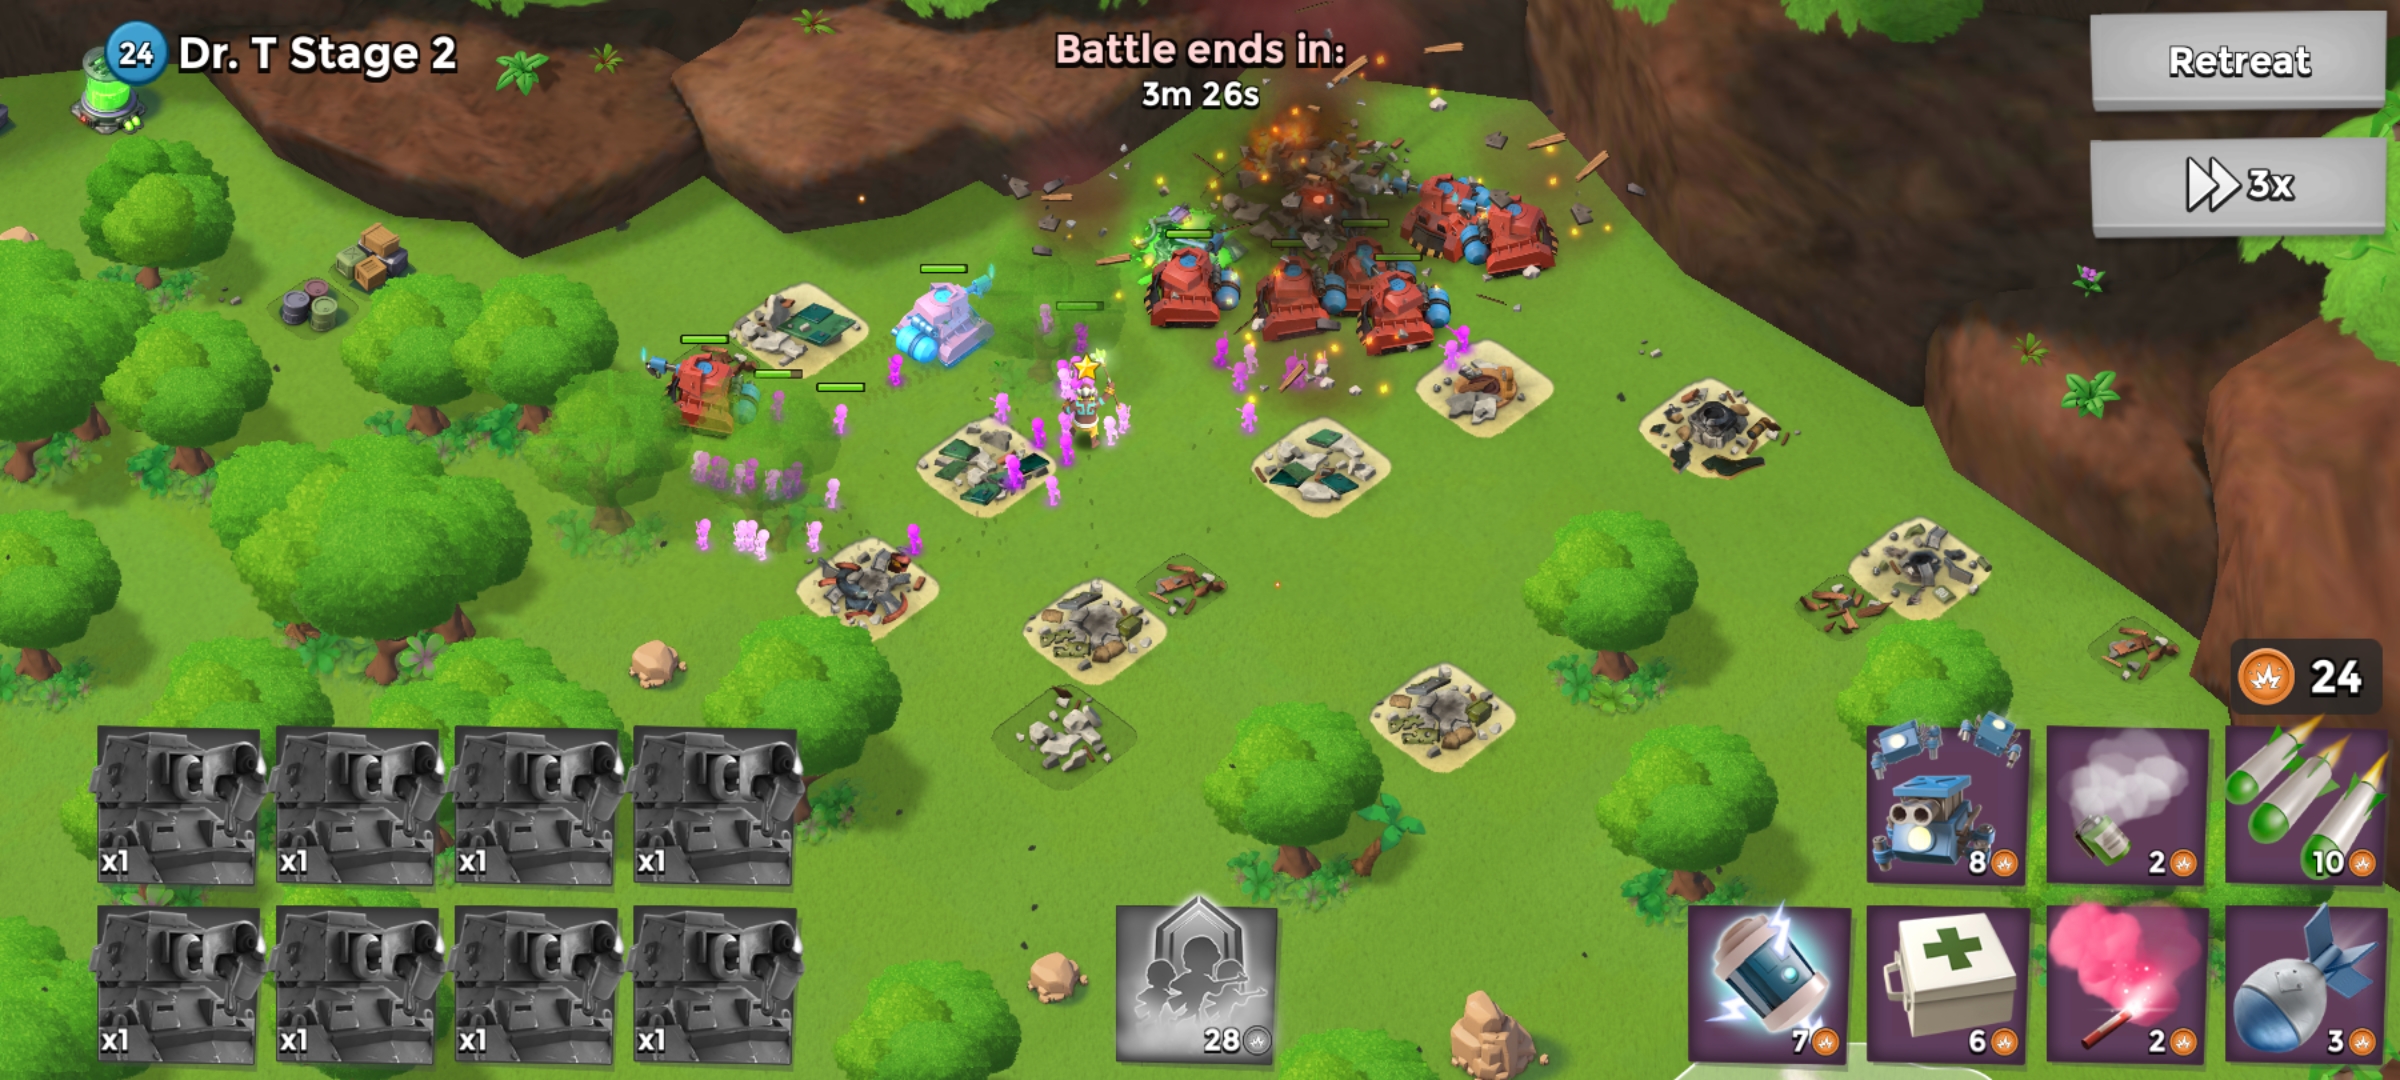 24 Dr. T Stage 2
Battle ends in:
3m 26s
Retreat
3x
24
x1 x1 x1 x1
8 2 10
x1 x1 x1 x1
28
7 6 2 3